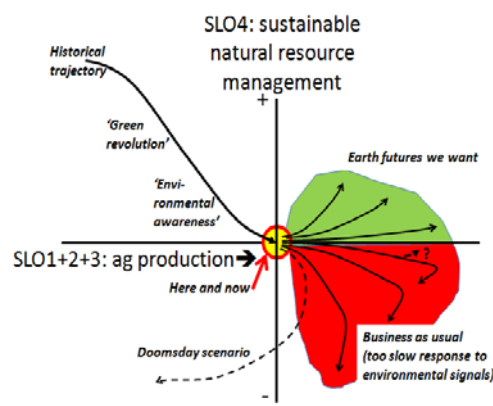 SLO4: sustainable
natural resource
management
Historical
trajectory
+
'Green
revolution'
Earth futures we want
'Envi-
ronmental
awareness'
SLO1+2+3: ag production
?
Here and now
Doomsday scenario
Business as usual
(too slow response to
environmental signals)
-